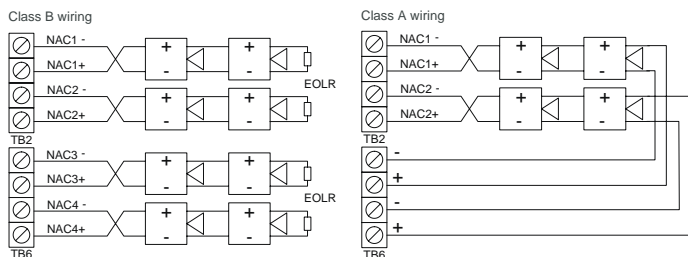 Class B wiring
NAC1 -
NAC1+
NAC2 -
NAC2+
TB2
NAC3 -
NAC3+
NAC4 -
NAC4+
TB6
+
-
+
-
+
-
+
-
+
-
+
-
+
-
+
-
EOLR
EOLR
Class A wiring
NAC1 -
NAC1+
NAC2 -
NAC2+
TB2
+
-
+
-
+
-
+
-
-
+
-
+
TB6